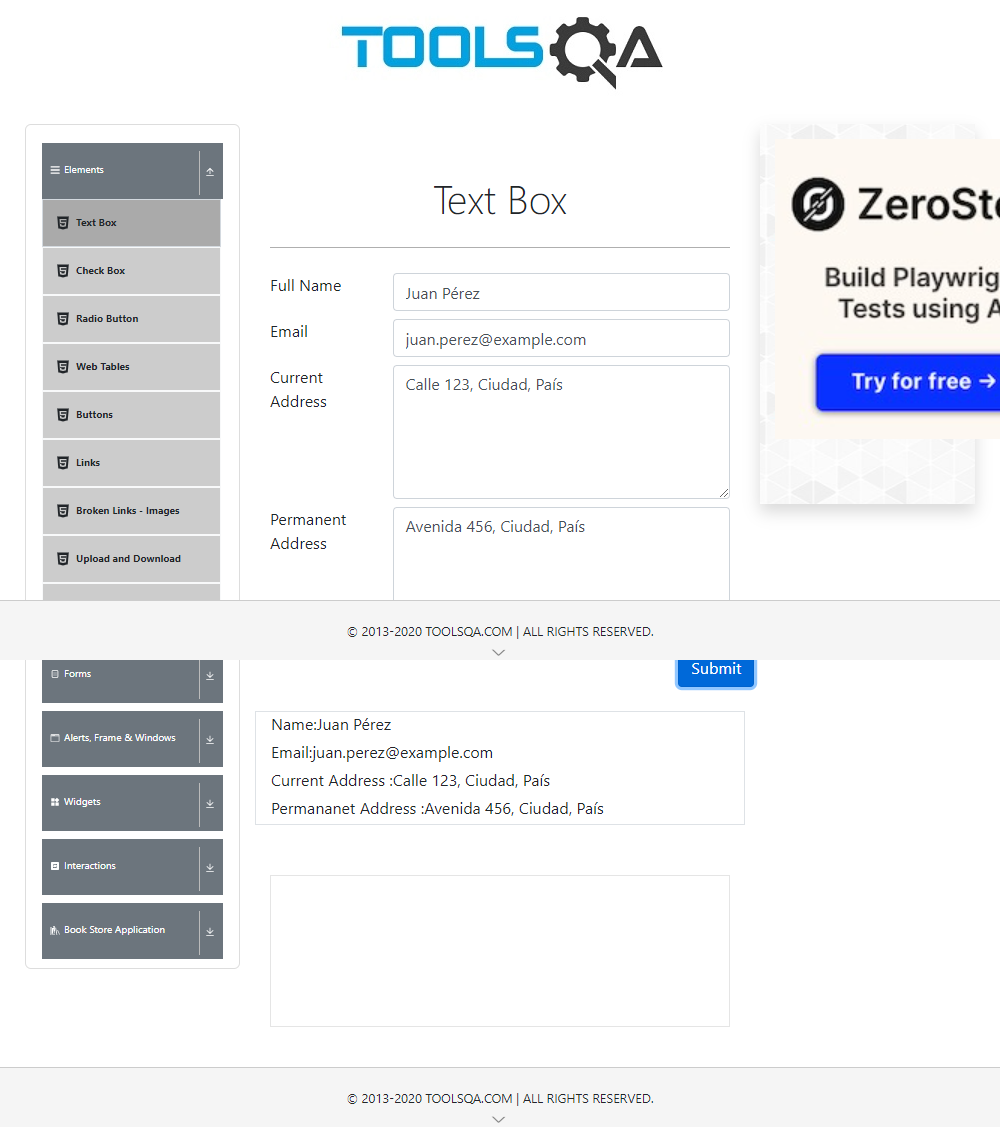 TOOLSQA
Elements
Text Box
Check Box
Radio Button
Web Tables
Buttons
Links
Broken Links - Images
Upload and Download
Text Box
Full Name
Juan Pérez
Email
juan.perez@example.com
Current
Address
Calle 123, Ciudad, País
Permanent
Address
Avenida 456, Ciudad, País
ZeroSte
Build Playwrig
Tests using A
Try for free →
© 2013-2020 TOOLSQA.COM | ALL RIGHTS RESERVED.
Forms
Alerts, Frame & Windows
Widgets
Interactions
Book Store Application
Submit
Name:Juan Pérez
Email:juan.perez@example.com
Current Address :Calle 123, Ciudad, País
Permananet Address :Avenida 456, Ciudad, País
© 2013-2020 TOOLSQA.COM | ALL RIGHTS RESERVED.